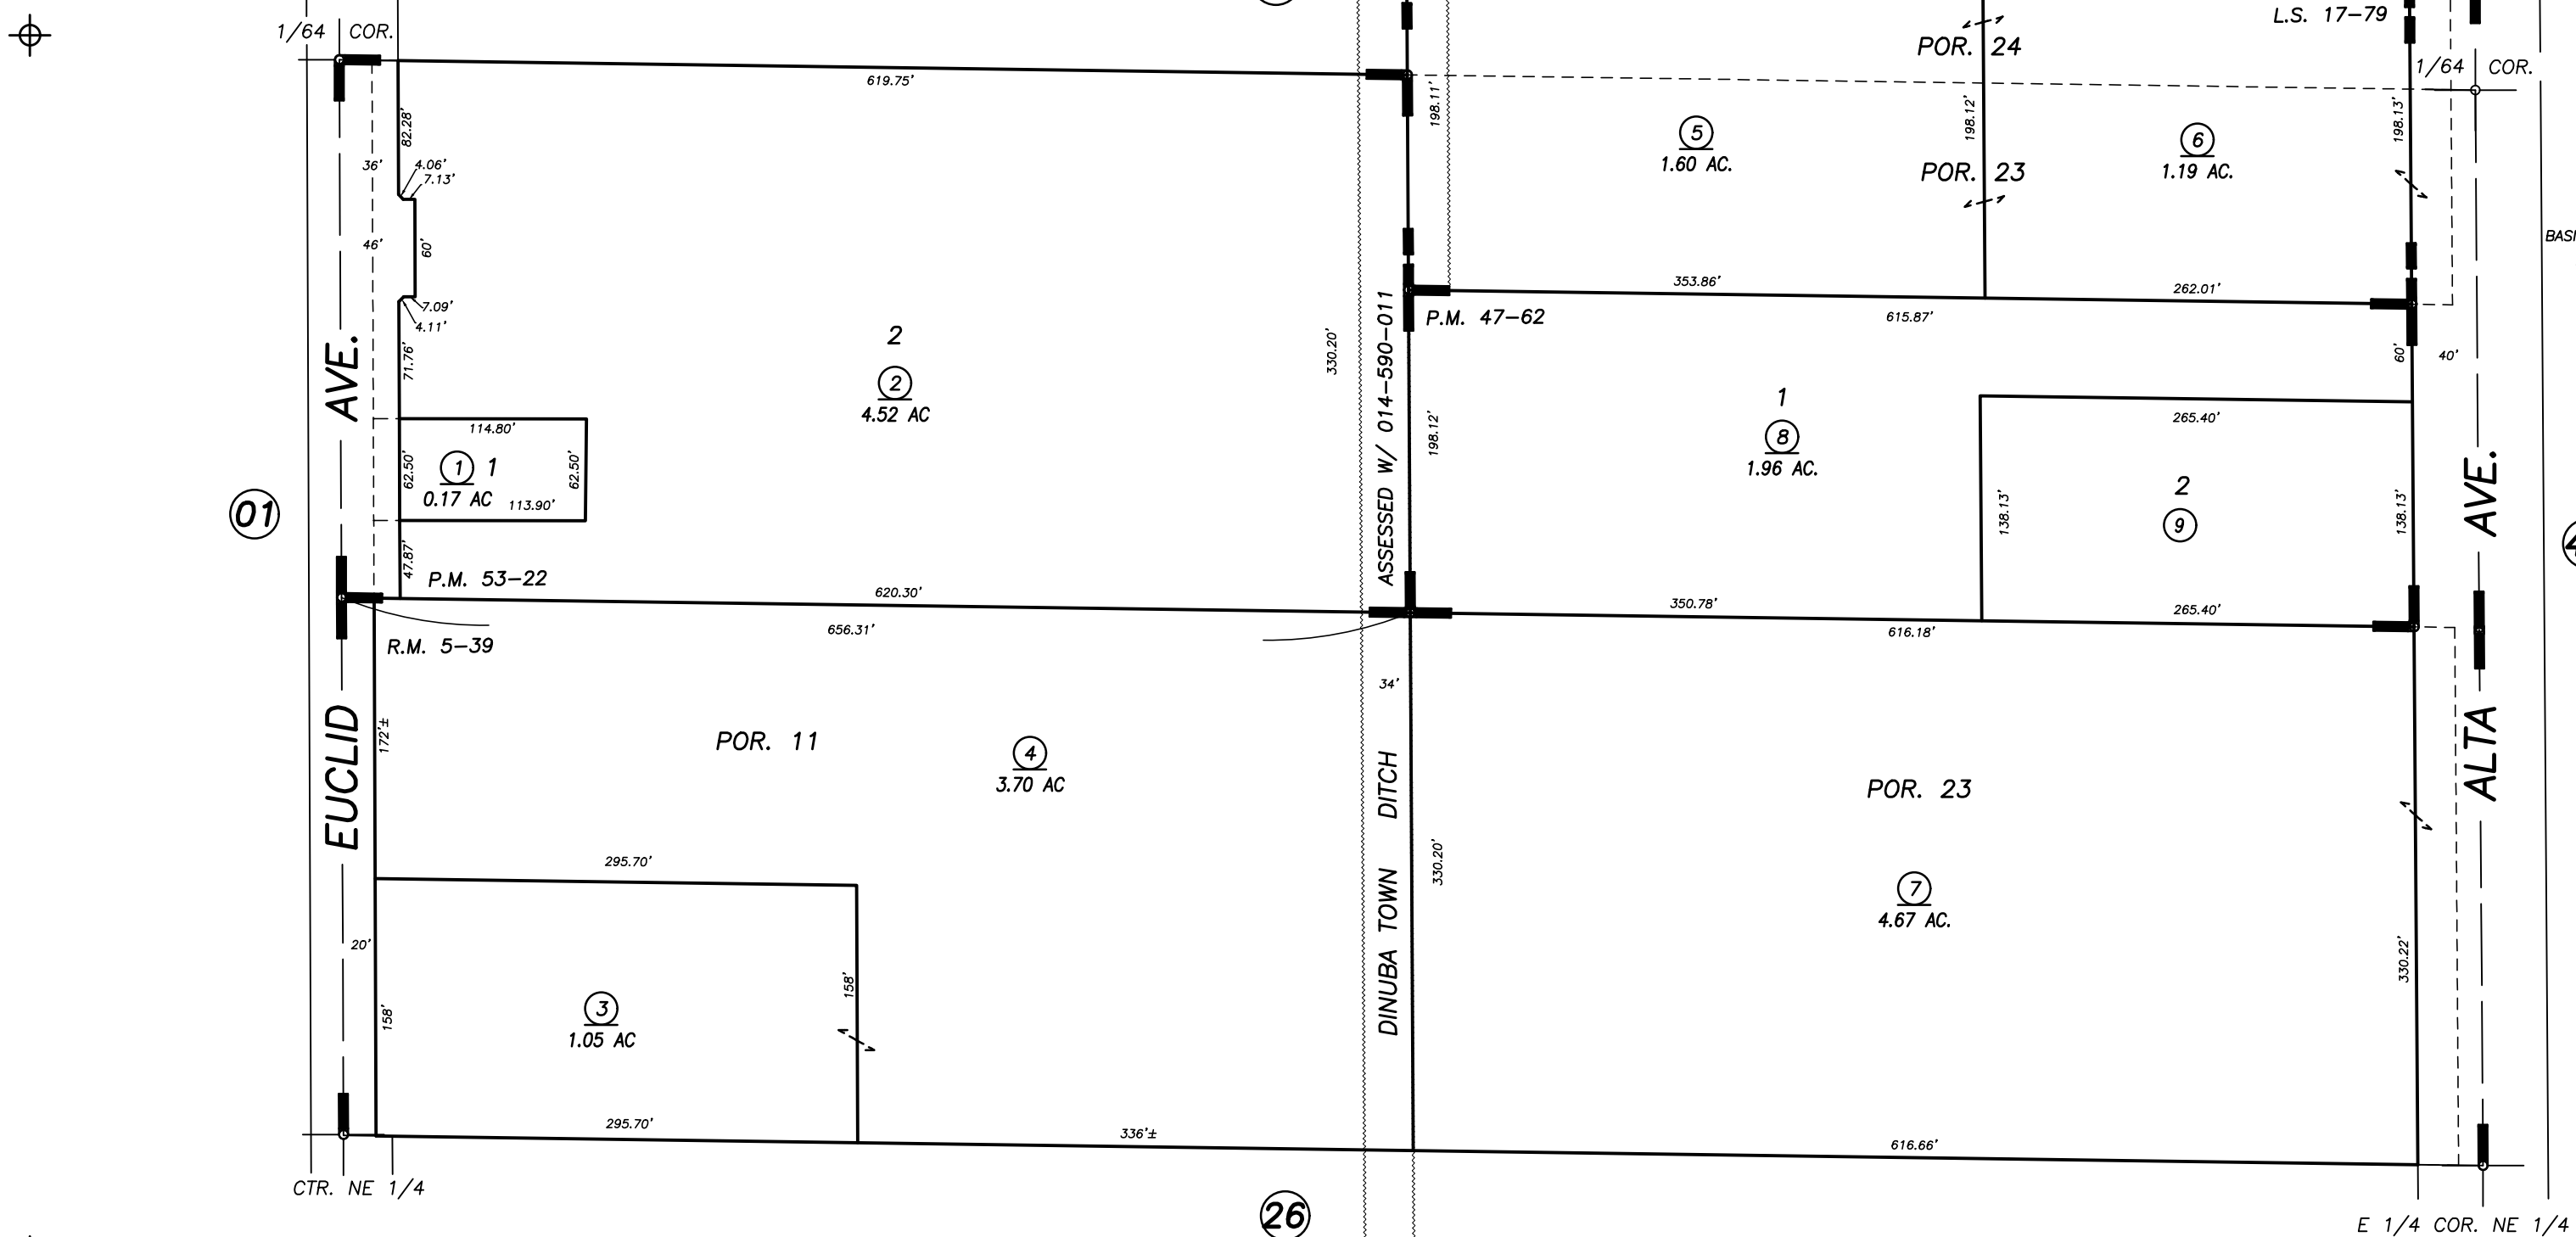 1/64 COR.
L.S. 17-79
POR. 24
1/64 COR.
619.75'
82.28'
198.11'
198.12'
198.13'
36'
4.06'
7.13'
5
1.60 AC.
POR. 23
6
1.19 AC.
46'
60'
BASI
7.09'
4.11'
353.86'
262.01'
P.M. 47-62
615.87'
71.76'
2
2
4.52 AC
330.20'
ASSESSED W/ 014-590-011
60'
40'
AVE.
114.80'
62.50'
1 1
0.17 AC
113.90'
62.50'
198.12'
1
8
1.96 AC.
265.40'
138.13'
2
9
138.13'
AVE.
01
47.87'
P.M. 53-22
620.30'
350.78'
265.40'
656.31'
616.18'
R.M. 5-39
34'
172'±
EUCLID
POR. 11
4
3.70 AC
DINUBA TOWN DITCH
POR. 23
ALTA
330.20'
7
4.67 AC.
295.70'
20'
158'
158'
3
1.05 AC
330.22'
295.70'
336'±
616.66'
CTR. NE 1/4
26
E 1/4 COR. NE 1/4